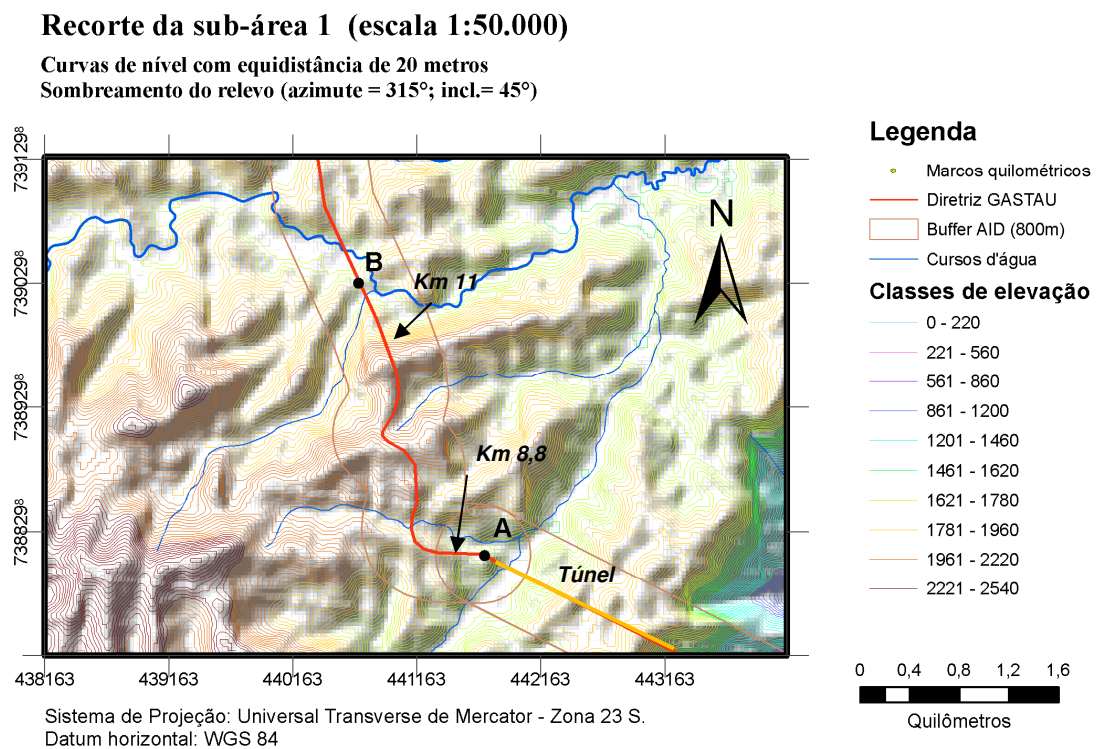 Recorte da sub-área 1 (escala 1:50.000)
Curvas de nível com equidistância de 20 metros
Sombreamento do relevo (azimute = 315°; incl.= 45°)
7391298
7390298
7389298
7388298
438163
439163
440163
441163
442163
443163
B
Km 11
Km 8,8
A
Túnel
N
Legenda
Marcos quilométricos
Diretriz GASTAU
Buffer AID (800m)
Cursos d'água
Classes de elevação
0 - 220
221 - 560
561 - 860
861 - 1200
1201 - 1460
1461 - 1620
1621 - 1780
1781 - 1960
1961 - 2220
2221 - 2540
0 0,4 0,8 1,2 1,6
Quilômetros
Sistema de Projeção: Universal Transverse de Mercator - Zona 23 S.
Datum horizontal: WGS 84